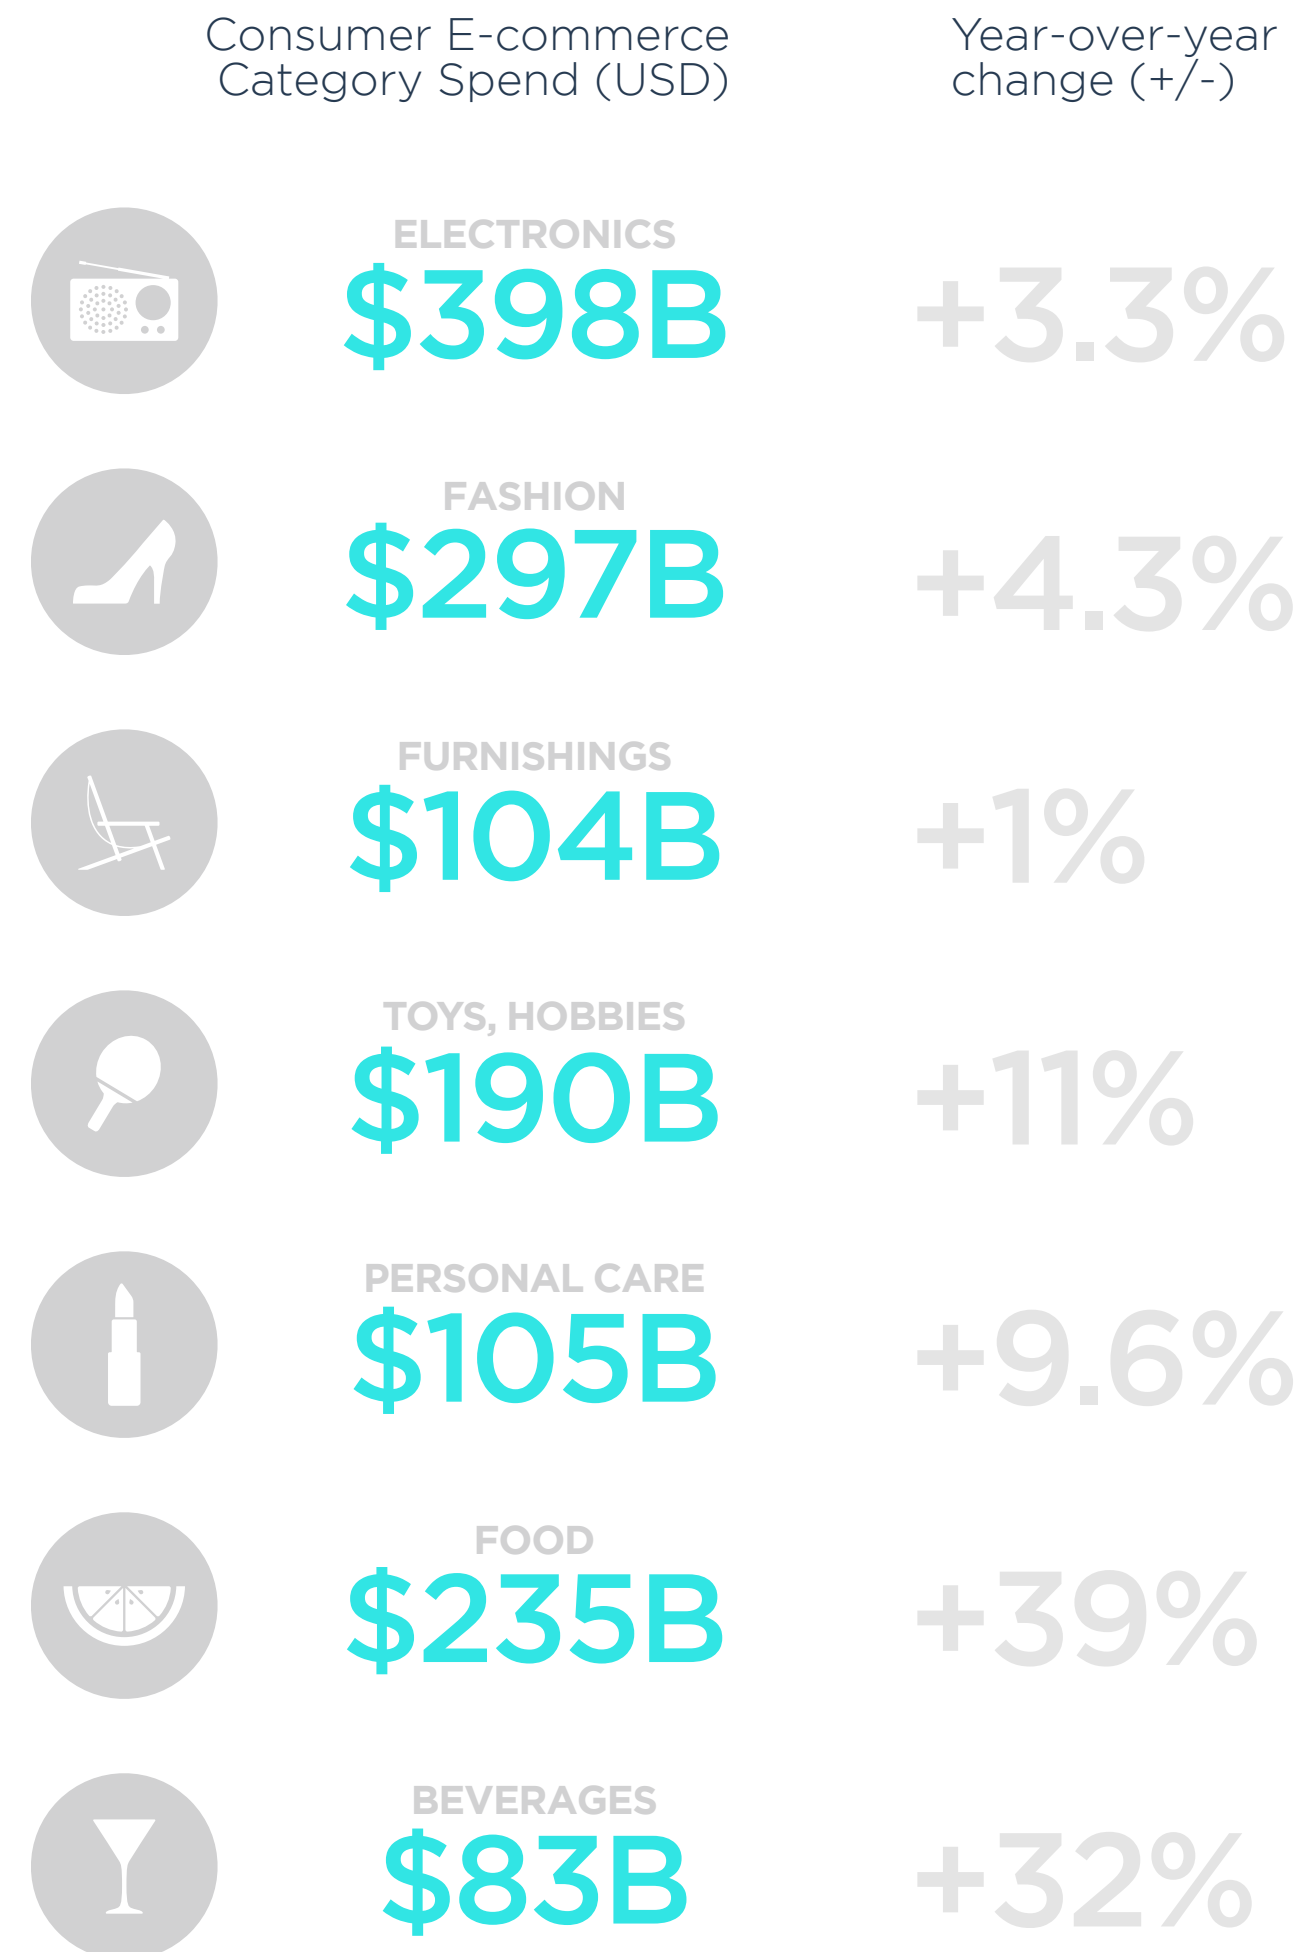 Consumer E-commerce
Category Spend (USD)
Year-over-year
change (+/-)
ELECTRONICS
$398B
+3.3%
FASHION
$297B
+4.3%
FURNISHINGS
$104B
+1%
TOYS, HOBBIES
$190B
+11%
PERSONAL CARE
$105B
+9.6%
FOOD
$235B
+39%
BEVERAGES
$83B
+32%